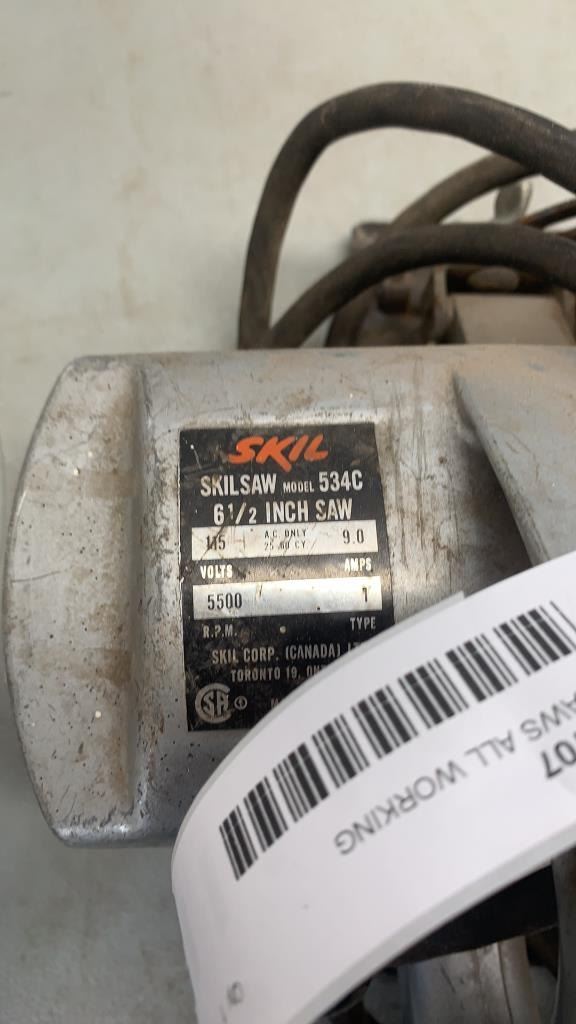 SKIL
SKILSAW MODEL 534C
6 1/2 INCH SAW
115 A.C. ONLY 25-60 CY 9.0
VOLTS AMPS
5500 1
R.P.M. TYPE
SKIL CORP. (CANADA)
TORONTO 19,
SA
07
AWS ALL WORKING